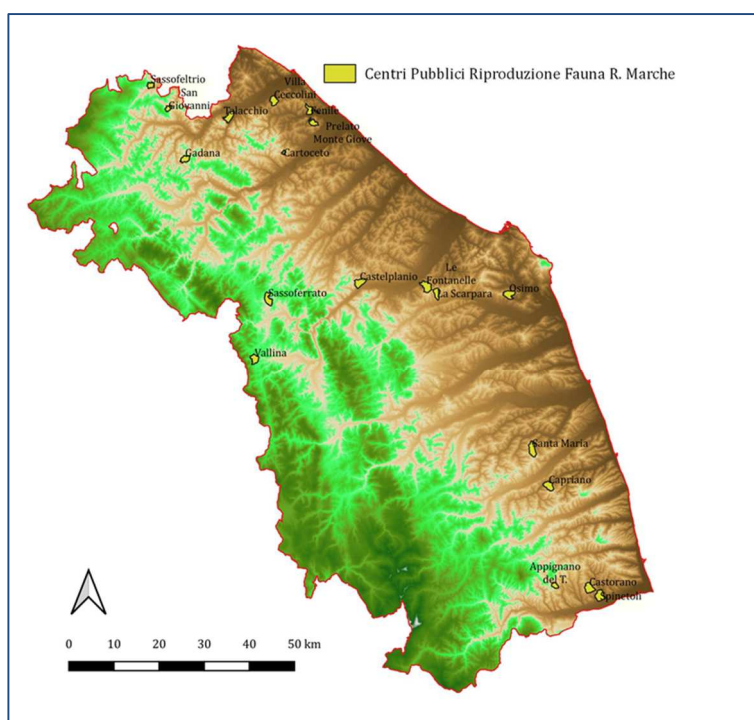 Centri Pubblici Riproduzione Fauna R. Marche
Sassofeltrio
San
Giovanni
Villa
Ceccolini
Talacchio
Fenile
Prelato
Monte Giove
Gadana
Cartoceto
Castelplanio
Le
Fontanelle
La Scarpara
Osimo
Sassoferrato
Vallina
Santa Maria
Capriano
Appignano
del T.
Castorano
Spinetoli
0 10 20 30 40 50 km